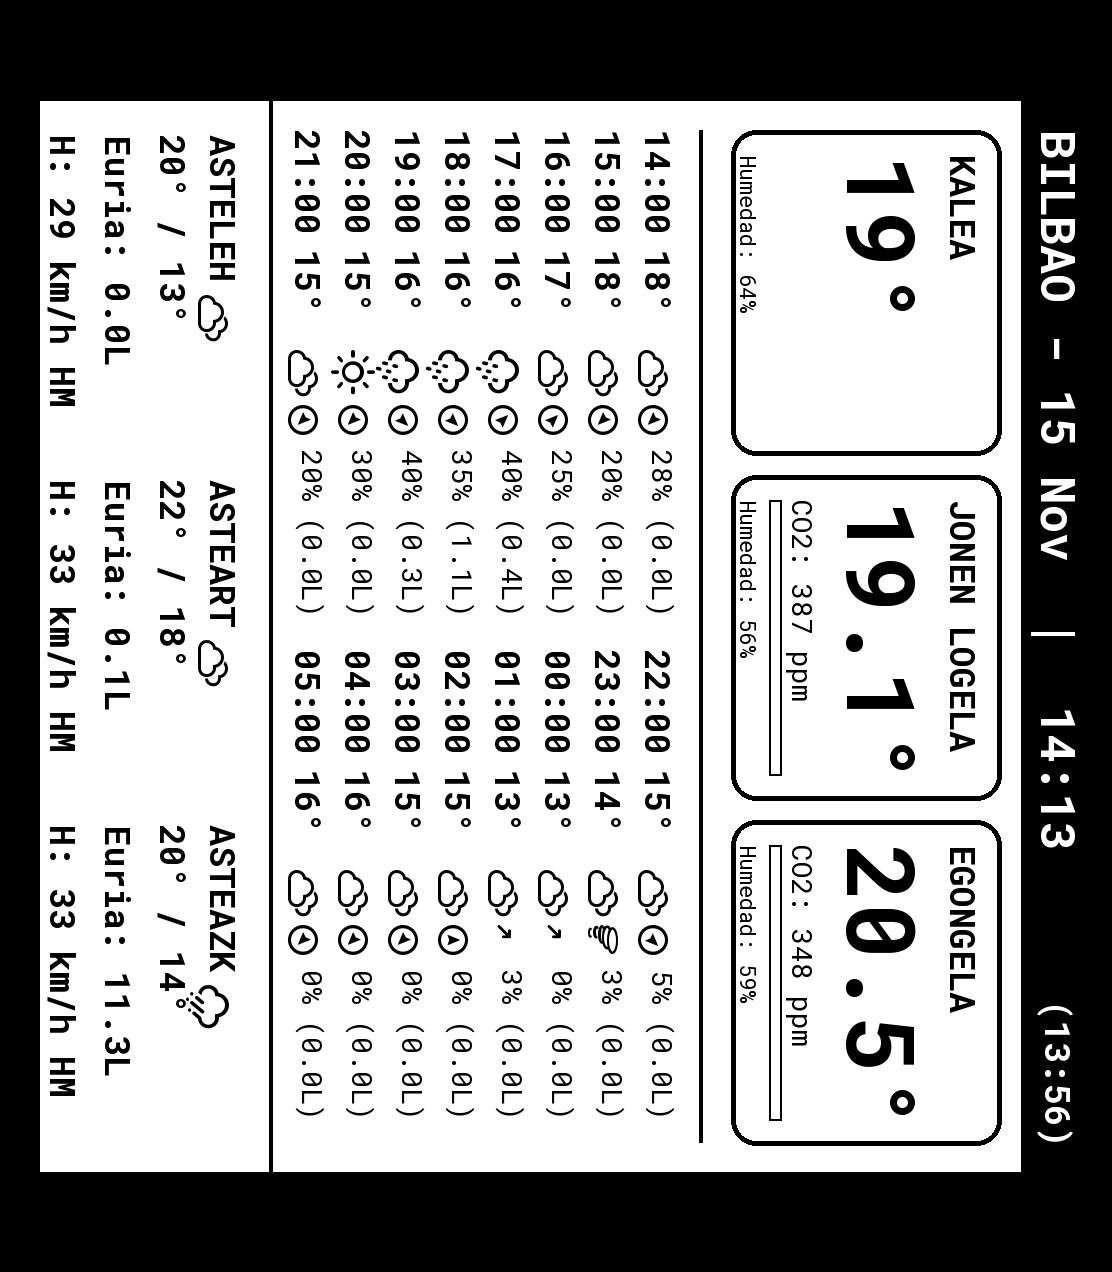 BILBAO - 15 Nov | 14:13 (13:56)
KALEA
19°
Humedad: 64%
JONEN LOGELA
19.1°
CO2: 387 ppm
Humedad: 56%
EGONGELA
20.5°
CO2: 348 ppm
Humedad: 59%
14:00 18° 28% (0.0L)
15:00 18° 20% (0.0L)
16:00 17° 25% (0.0L)
17:00 16° 40% (0.4L)
18:00 16° 35% (1.1L)
19:00 16° 40% (0.3L)
20:00 15° 30% (0.0L)
21:00 15° 20% (0.0L)
22:00 15° 5% (0.0L)
23:00 14° 3% (0.0L)
00:00 13° 0% (0.0L)
01:00 13° 3% (0.0L)
02:00 15° 0% (0.0L)
03:00 15° 0% (0.0L)
04:00 16° 0% (0.0L)
05:00 16° 0% (0.0L)
ASTELEH
20° / 13°
Euria: 0.0L
H: 29 km/h HM
ASTEART
22° / 18°
Euria: 0.1L
H: 33 km/h HM
ASTEAZK
20° / 14°
Euria: 11.3L
H: 33 km/h HM